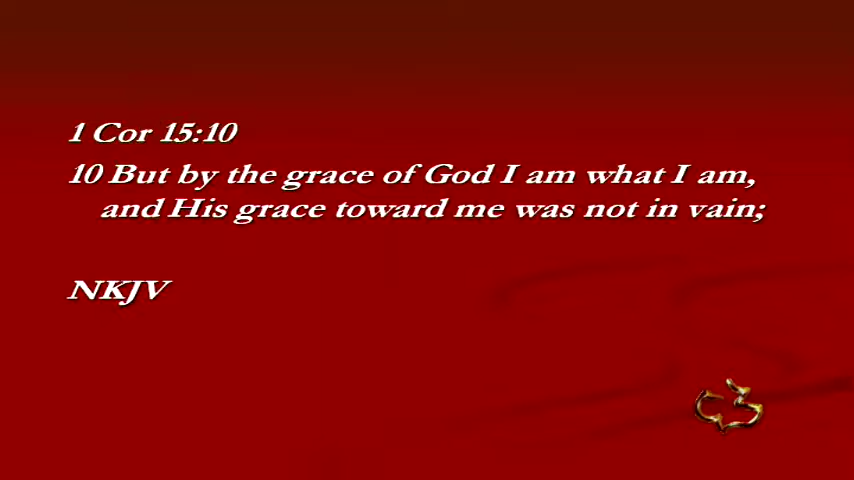 1 Cor 15:10
10 But by the grace of God I am what I am,
and His grace toward me was not in vain;
NKJV